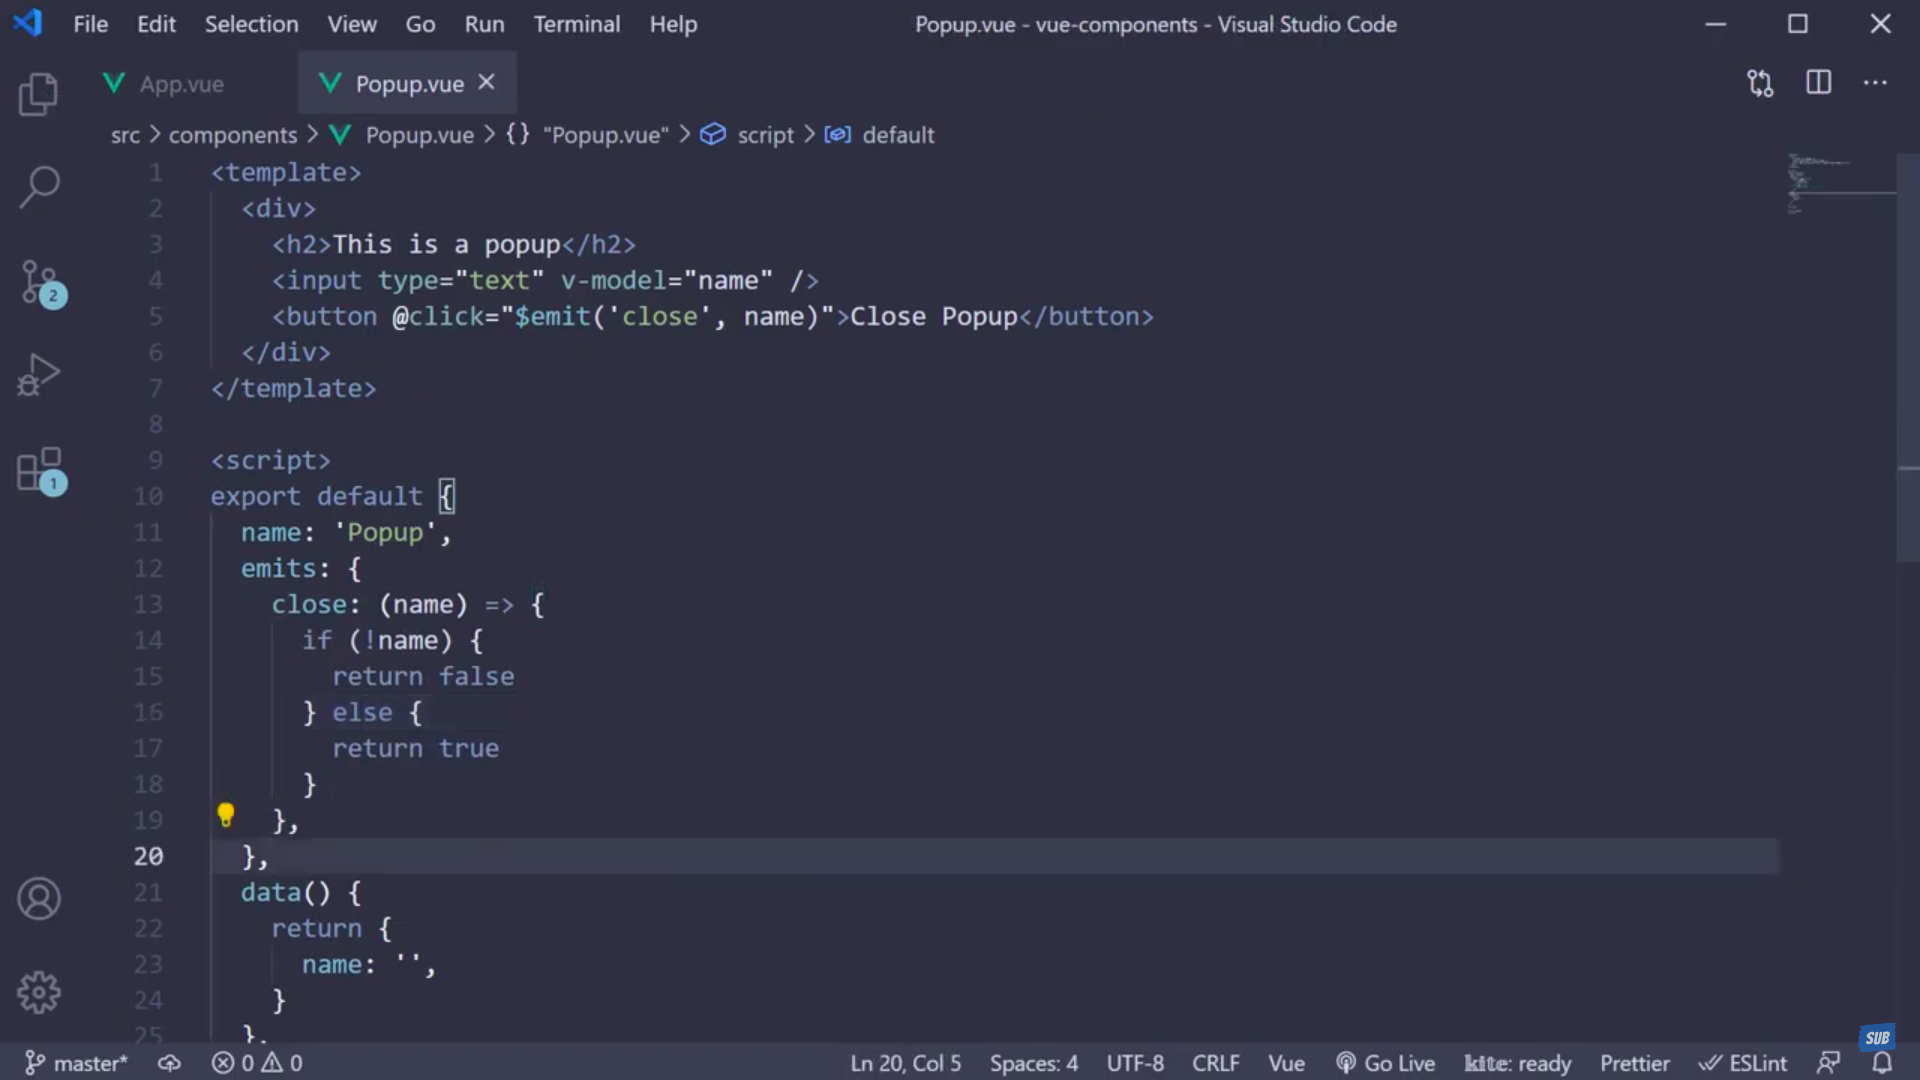 File Edit Selection View Go Run Terminal Help Popup.vue - vue-components - Visual Studio Code
App.vue Popup.vue
src > components > Popup.vue > {} "Popup.vue" > script > default
1 <template>
2 <div>
3 <h2>This is a popup</h2>
4 <input type="text" v-model="name" />
5 <button @click="$emit('close', name)">Close Popup</button>
6 </div>
7 </template>
8
9 <script>
10 export default {
11 name: 'Popup',
12 emits: {
13 close: (name) => {
14 if (!name) {
15 return false
16 } else {
17 return true
18 }
19 },
20 },
21 data() {
22 return {
23 name: '',
24 }
25 },
2
1
SUB
master* 0 0 Ln 20, Col 5 Spaces: 4 UTF-8 CRLF Vue Go Live kite: ready Prettier ESLint